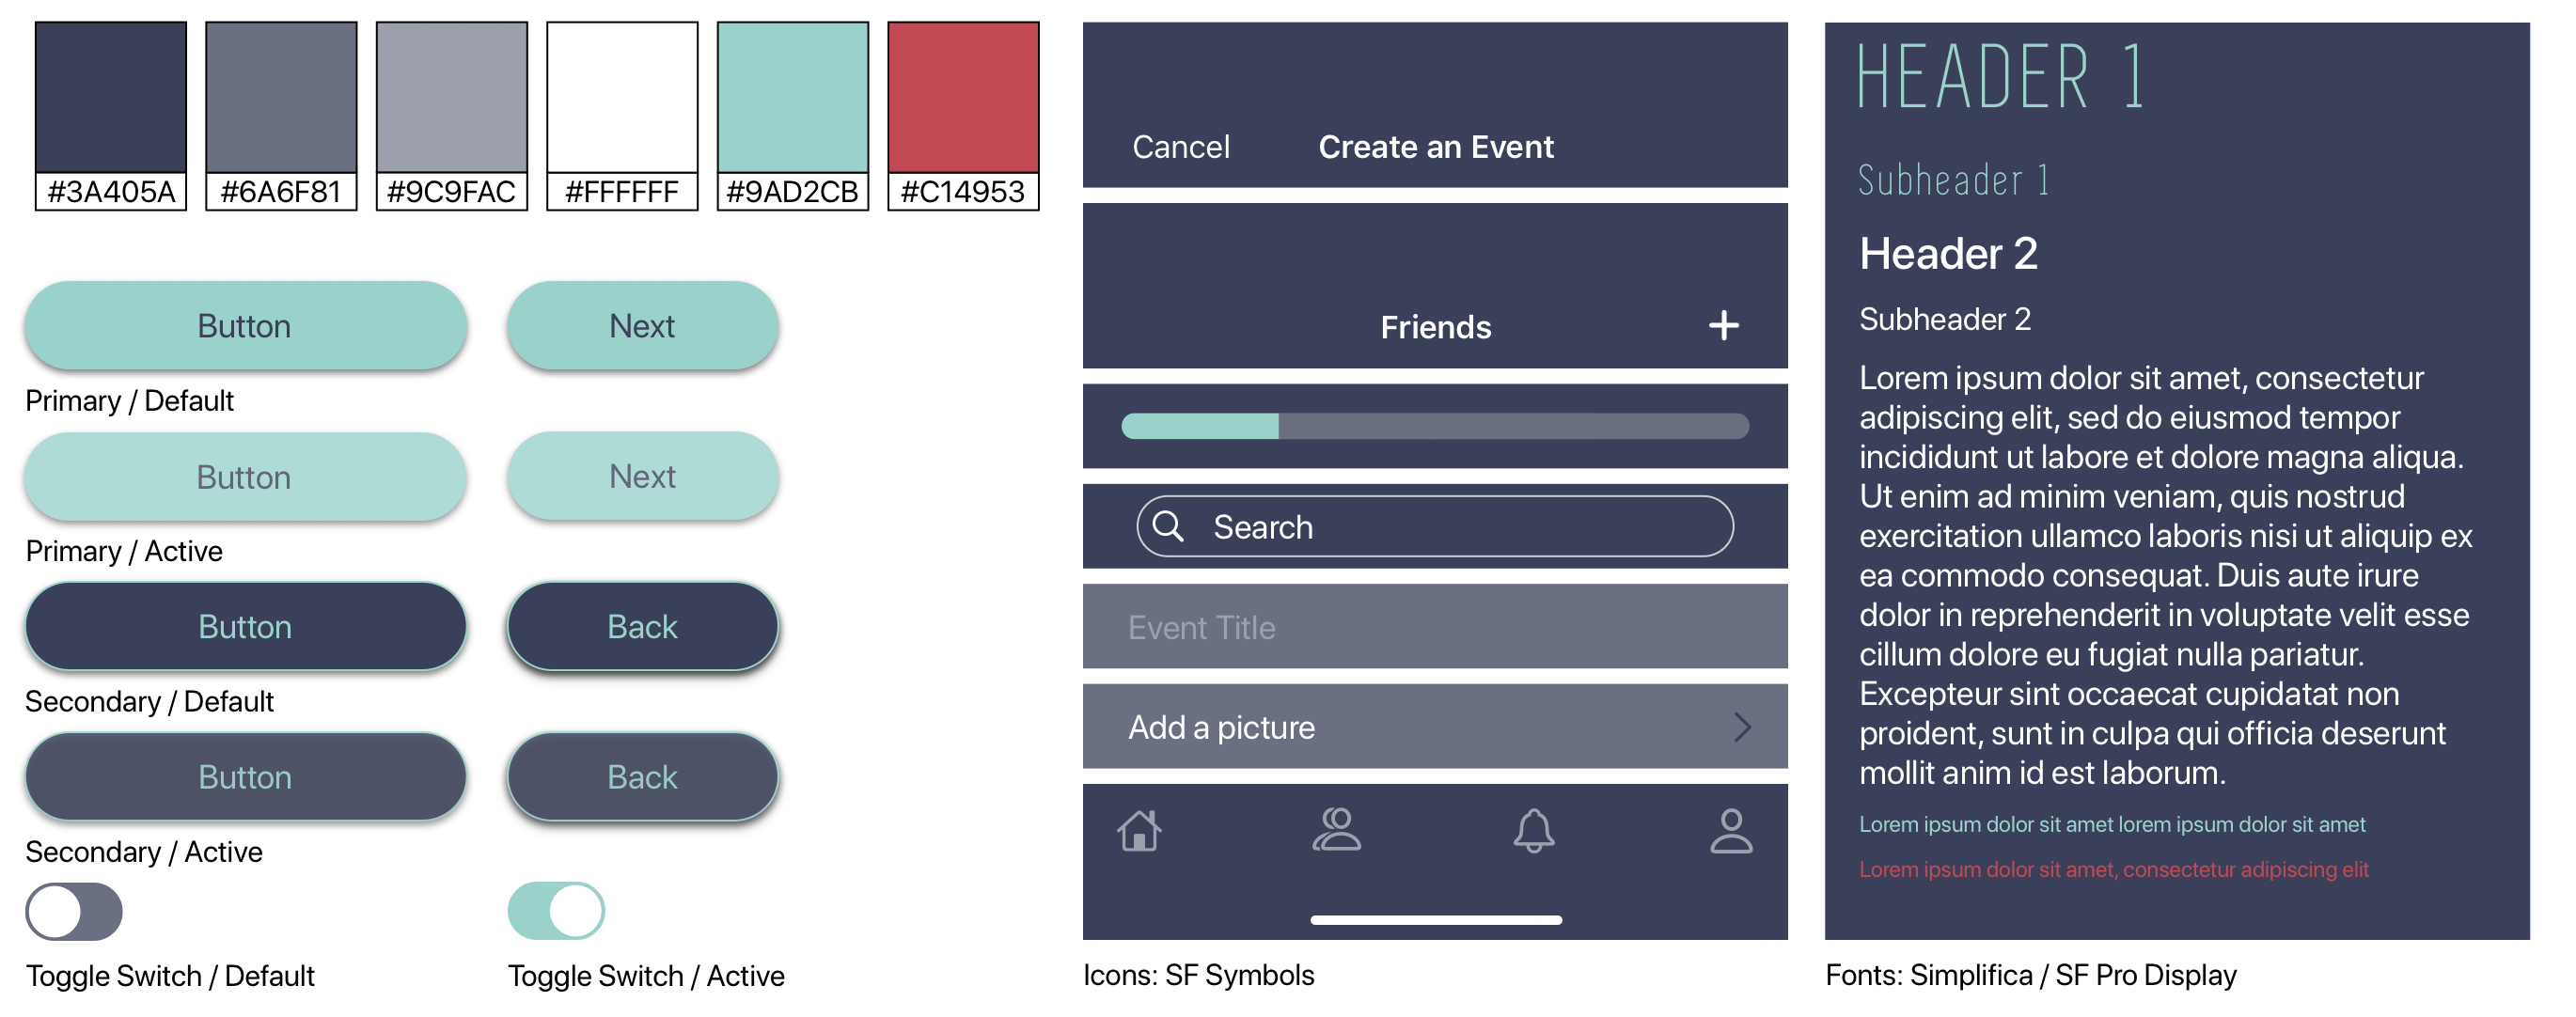 #3A405A
#6A6F81
#9C9FAC
#FFFFFF
#9AD2CB
#C14953
Button
Next
Primary / Default
Button
Next
Primary / Active
Button
Back
Secondary / Default
Button
Back
Secondary / Active
Toggle Switch / Default
Toggle Switch / Active
Cancel
Create an Event
Friends
Search
Event Title
Add a picture
Icons: SF Symbols
HEADER 1
Subheader 1
Header 2
Subheader 2
Lorem ipsum dolor sit amet, consectetur
adipiscing elit, sed do eiusmod tempor
incididunt ut labore et dolore magna aliqua.
Ut enim ad minim veniam, quis nostrud
exercitation ullamco laboris nisi ut aliquip ex
ea commodo consequat. Duis aute irure
dolor in reprehenderit in voluptate velit esse
cillum dolore eu fugiat nulla pariatur.
Excepteur sint occaecat cupidatat non
proident, sunt in culpa qui officia deserunt
mollit anim id est laborum.
Lorem ipsum dolor sit amet lorem ipsum dolor sit amet
Lorem ipsum dolor sit amet, consectetur adipiscing elit
Fonts: Simplifica / SF Pro Display